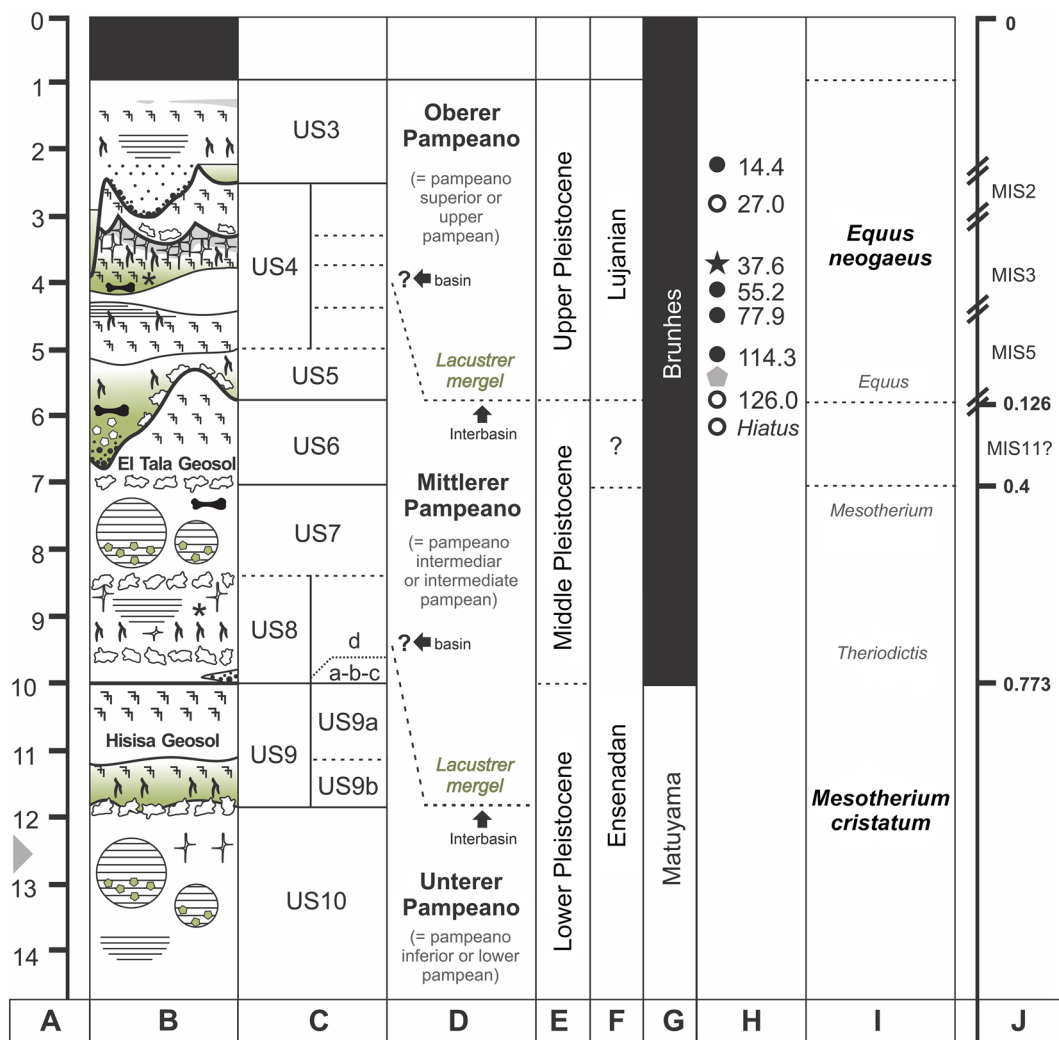 0
1
2
3
4
5
6
7
8
9
10
11
12
13
14
*
El Tala Geosol
*
Hisisa Geosol
US3
US4
US5
US6
US7
US8
d
a-b-c
US9
US9a
US9b
US10
Oberer
Pampeano
(= pampeano
superior or
upper
pampean)
? basin
Lacustrer
mergel
Interbasin
Mittlerer
Pampeano
(= pampeano
intermediar
or intermediate
pampean)
? basin
Lacustrer
mergel
Interbasin
Unterer
Pampeano
(= pampeano
inferior or lower
pampean)
Upper Pleistocene
Middle Pleistocene
Lower Pleistocene
Lujanian
?
Ensenadan
Brunhes
Matuyama
14.4
27.0
37.6
55.2
77.9
114.3
126.0
Hiatus
Equus
neogaeus
Equus
Mesotherium
Theriodictis
Mesotherium
cristatum
0
MIS2
MIS3
MIS5
0.126
MIS11?
0.4
0.773
A B C D E F G H I J